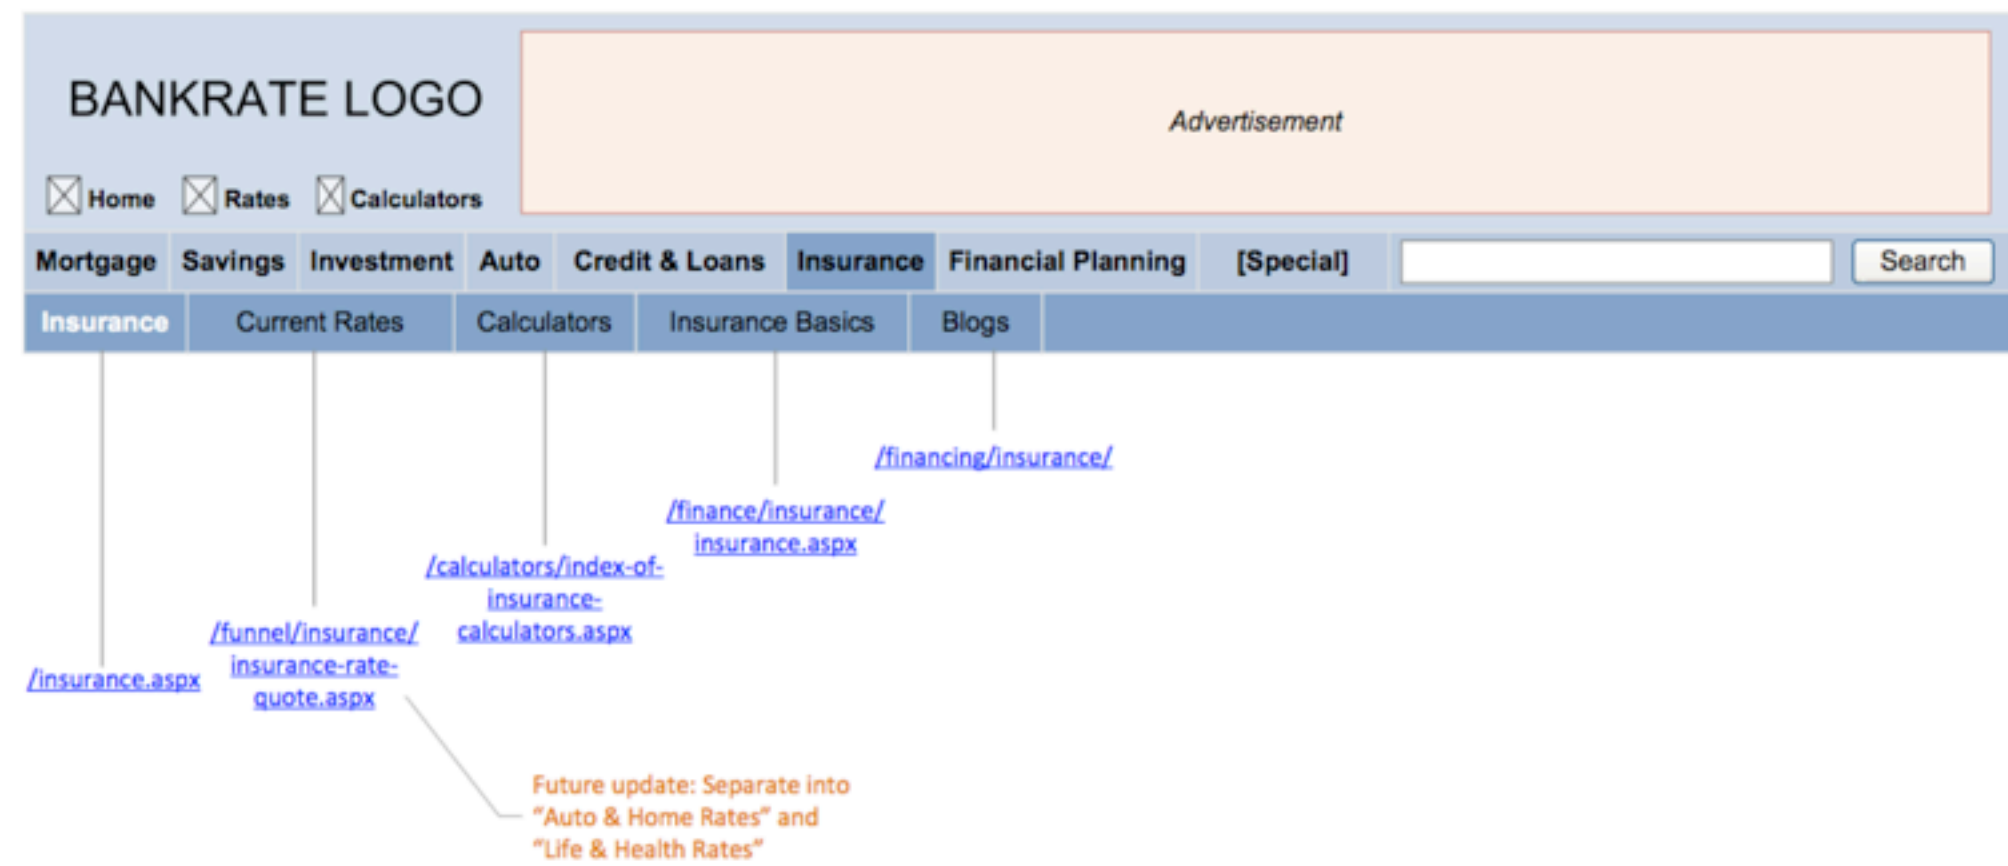 BANKRATE LOGO
Advertisement
Home Rates Calculators
Mortgage Savings Investment Auto Credit & Loans Insurance Financial Planning [Special] Search
Insurance Current Rates Calculators Insurance Basics Blogs
/financing/insurance/
/finance/insurance/
insurance.aspx
/calculators/index-of-
insurance-
calculators.aspx
/funnel/insurance/
insurance-rate-
quote.aspx
/insurance.aspx
Future update: Separate into
“Auto & Home Rates” and
“Life & Health Rates”